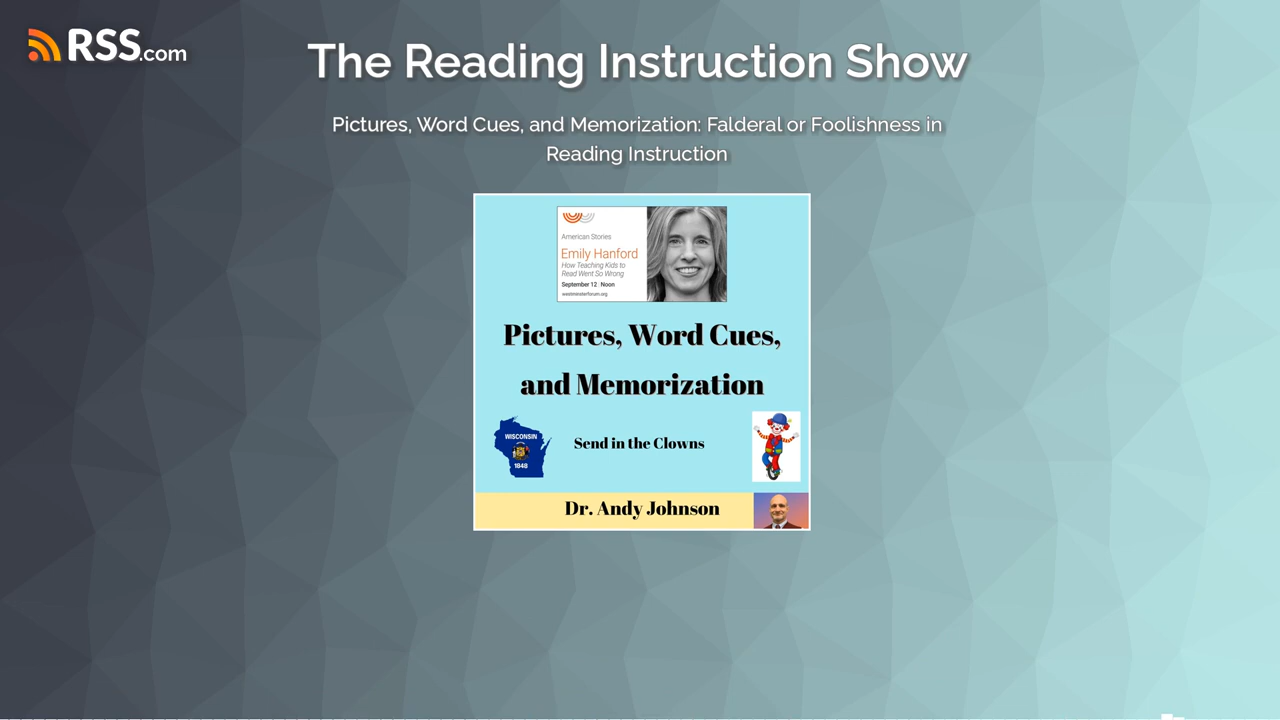 RSS.com
The Reading Instruction Show
Pictures, Word Cues, and Memorization: Falderal or Foolishness in
Reading Instruction
American Stories
Emily Hanford
How Teaching Kids to
Read Went So Wrong
September 12 Noon
westminsterforum.org
Pictures, Word Cues,
and Memorization
WISCONSIN
1848
Send in the Clowns
Dr. Andy Johnson